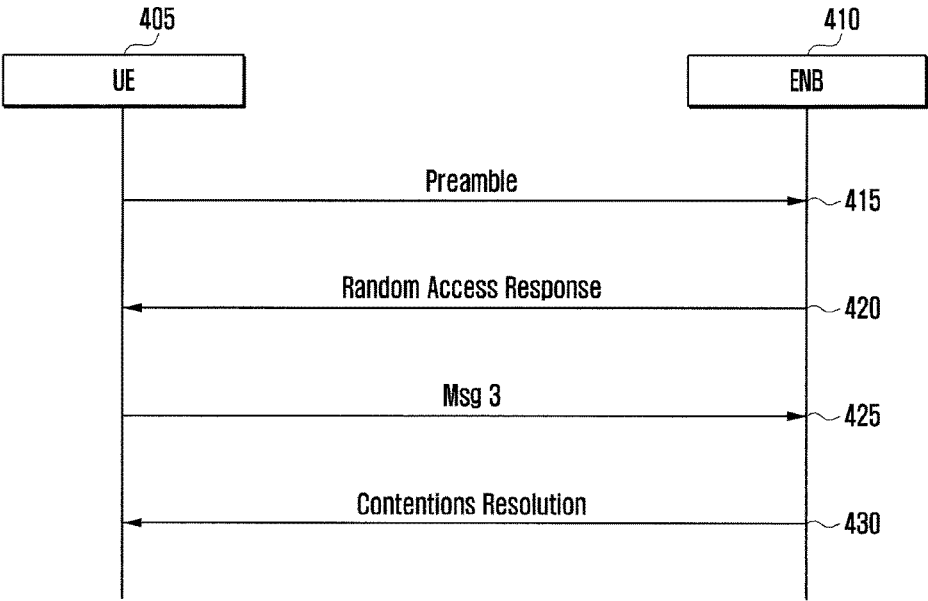 405
410
UE
ENB
Preamble
415
Random Access Response
420
Msg 3
425
Contentions Resolution
430